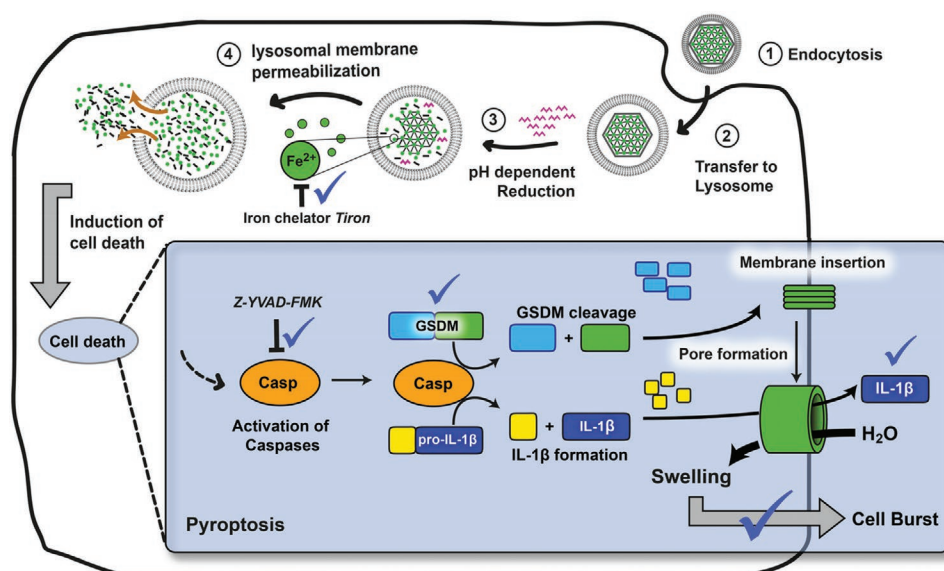 ① Endocytosis
② Transfer to
Lysosome
③ pH dependent
Reduction
④ lysosomal membrane
permeabilization
Fe2+
Iron chelator Tiron
Induction of
cell death
Cell death
Z-YVAD-FMK
Casp
Activation of
Caspases
GSDM
Casp
pro-IL-1β
GSDM cleavage
+
+
IL-1β
IL-1β formation
Membrane insertion
Pore formation
IL-1β
H2O
Swelling
Cell Burst
Pyroptosis